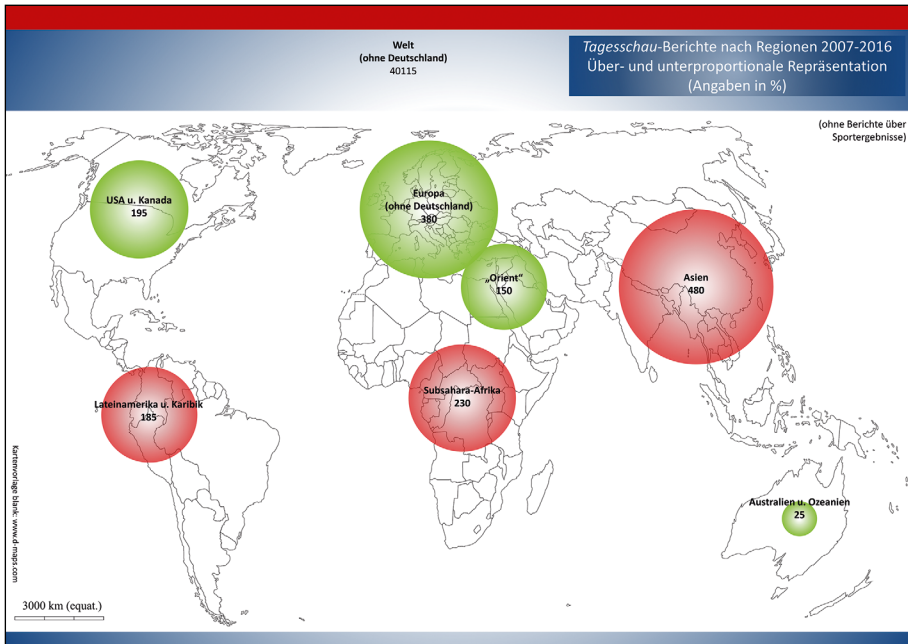 Welt
(ohne Deutschland)
40115
Tagesschau-Berichte nach Regionen 2007-2016
Über- und unterproportionale Repräsentation
(Angaben in %)
(ohne Berichte über
Sportergebnisse)
USA u. Kanada
195
Europa
(ohne Deutschland)
380
„Orient“
150
Asien
480
Lateinamerika u. Karibik
185
Subsahara-Afrika
230
Australien u. Ozeanien
25
Kartenvorlage blank: www.d-maps.com
3000 km (equat.)